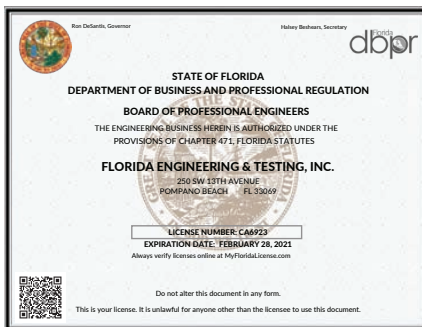 Ron DeSantis, Governor
Halsey Beshears, Secretary
Florida
dbpr
STATE OF FLORIDA
DEPARTMENT OF BUSINESS AND PROFESSIONAL REGULATION
BOARD OF PROFESSIONAL ENGINEERS
THE ENGINEERING BUSINESS HEREIN IS AUTHORIZED UNDER THE
PROVISIONS OF CHAPTER 471, FLORIDA STATUTES
FLORIDA ENGINEERING & TESTING, INC.
250 SW 13TH AVENUE
POMPANO BEACH FL 33069
LICENSE NUMBER: CA6923
EXPIRATION DATE: FEBRUARY 28, 2021
Always verify licenses online at MyFloridaLicense.com
Do not alter this document in any form.
This is your license. It is unlawful for anyone other than the licensee to use this document.